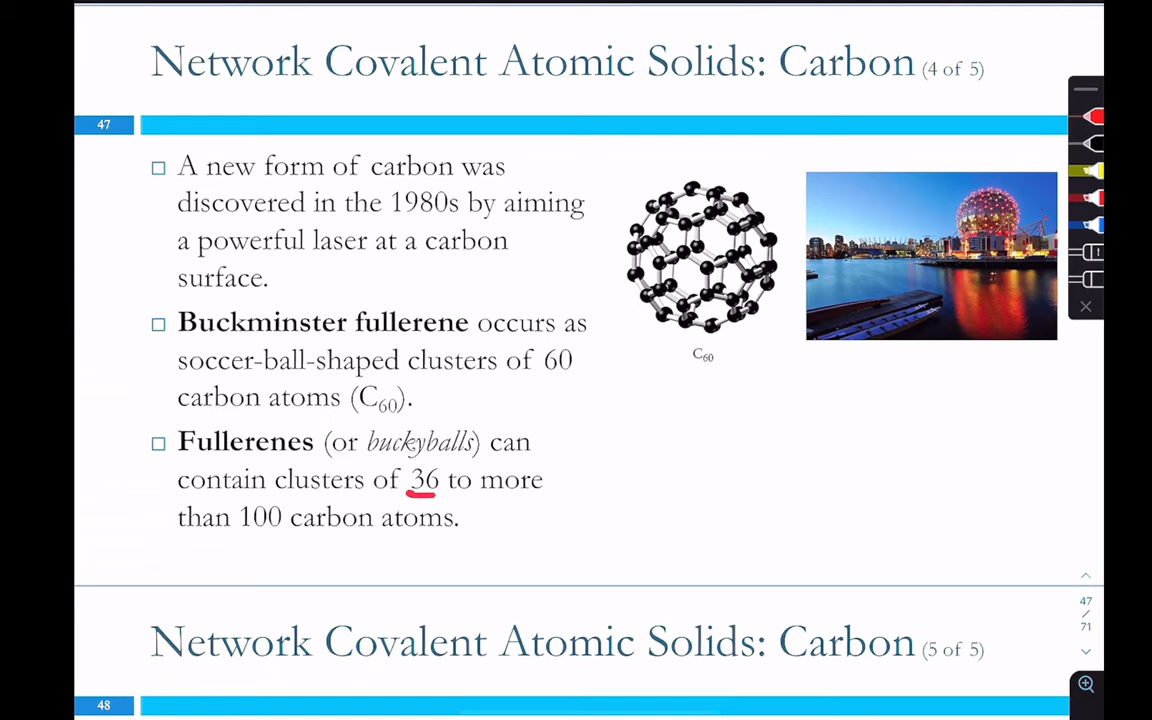 Network Covalent Atomic Solids: Carbon (4 of 5)
47
□ A new form of carbon was
discovered in the 1980s by aiming
a powerful laser at a carbon
surface.
□ Buckminster fullerene occurs as
soccer-ball-shaped clusters of 60
carbon atoms (C₆₀).
□ Fullerenes (or buckyballs) can
contain clusters of 36 to more
than 100 carbon atoms.
C₆₀
47
/
71
Network Covalent Atomic Solids: Carbon (5 of 5)
48